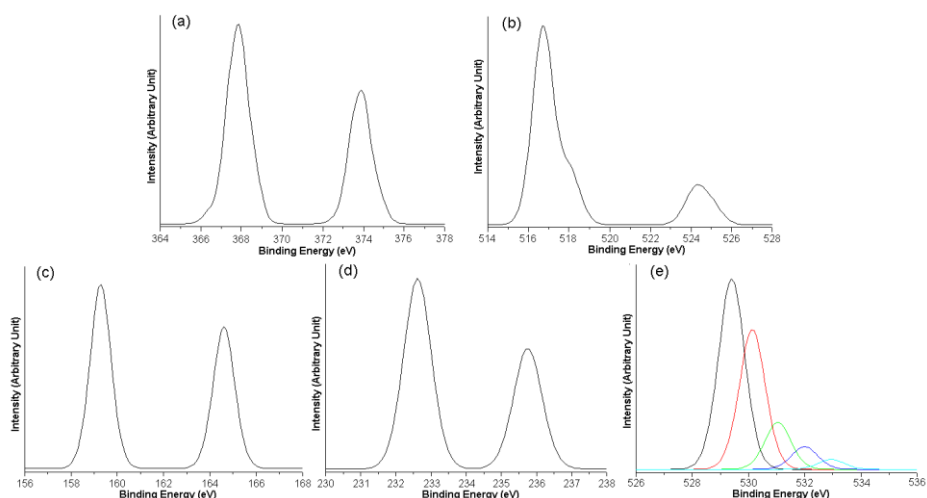 (a)
Intensity (Arbitrary Unit)
364 366 368 370 372 374 376 378
Binding Energy (eV)
(b)
Intensity (Arbitrary Unit)
514 516 518 520 522 524 526 528
Binding Energy (eV)
(c)
Intensity (Arbitrary Unit)
156 158 160 162 164 166 168
Binding Energy (eV)
(d)
Intensity (Arbitrary Unit)
230 231 232 233 234 235 236 237 238
Binding Energy (eV)
(e)
Intensity (Arbitrary Unit)
526 528 530 532 534 536
Binding Energy (eV)